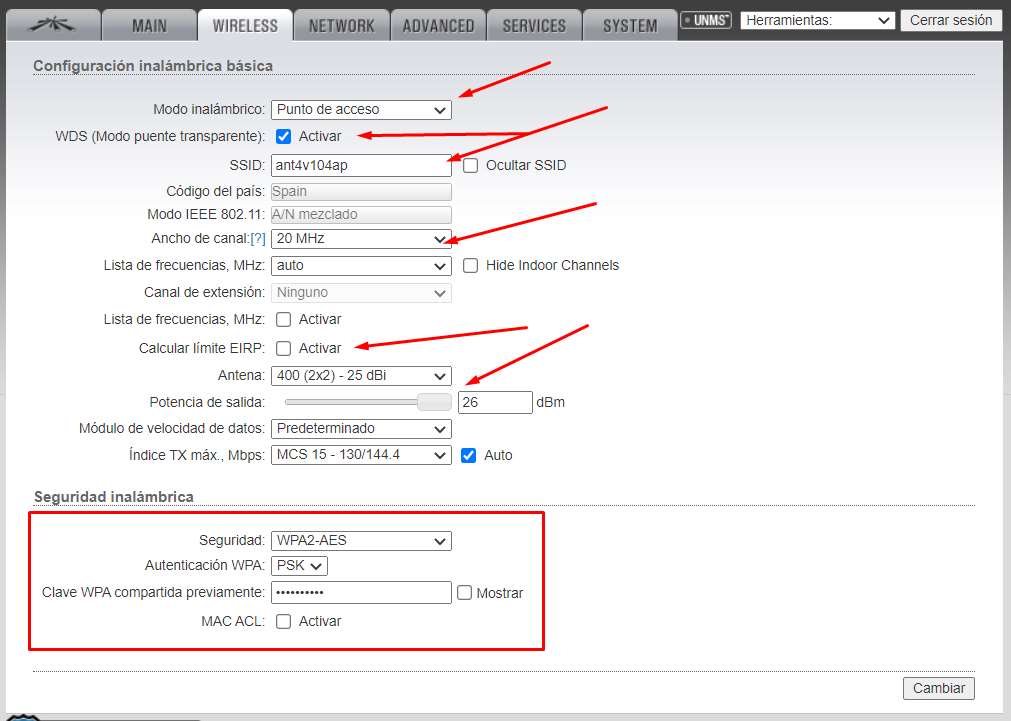 MAIN WIRELESS NETWORK ADVANCED SERVICES SYSTEM UNMS Herramientas: Cerrar sesión
Configuración inalámbrica básica
Modo inalámbrico: Punto de acceso
WDS (Modo puente transparente): Activar
SSID: ant4v104ap Ocultar SSID
Código del país: Spain
Modo IEEE 802.11: A/N mezclado
Ancho de canal:[?] 20 MHz
Lista de frecuencias, MHz: auto Hide Indoor Channels
Canal de extensión: Ninguno
Lista de frecuencias, MHz: Activar
Calcular límite EIRP: Activar
Antena: 400 (2x2) - 25 dBi
Potencia de salida: 26 dBm
Módulo de velocidad de datos: Predeterminado
Índice TX máx., Mbps: MCS 15 - 130/144.4 Auto
Seguridad inalámbrica
Seguridad: WPA2-AES
Autenticación WPA: PSK
Clave WPA compartida previamente: •••••••••• Mostrar
MAC ACL: Activar
Cambiar